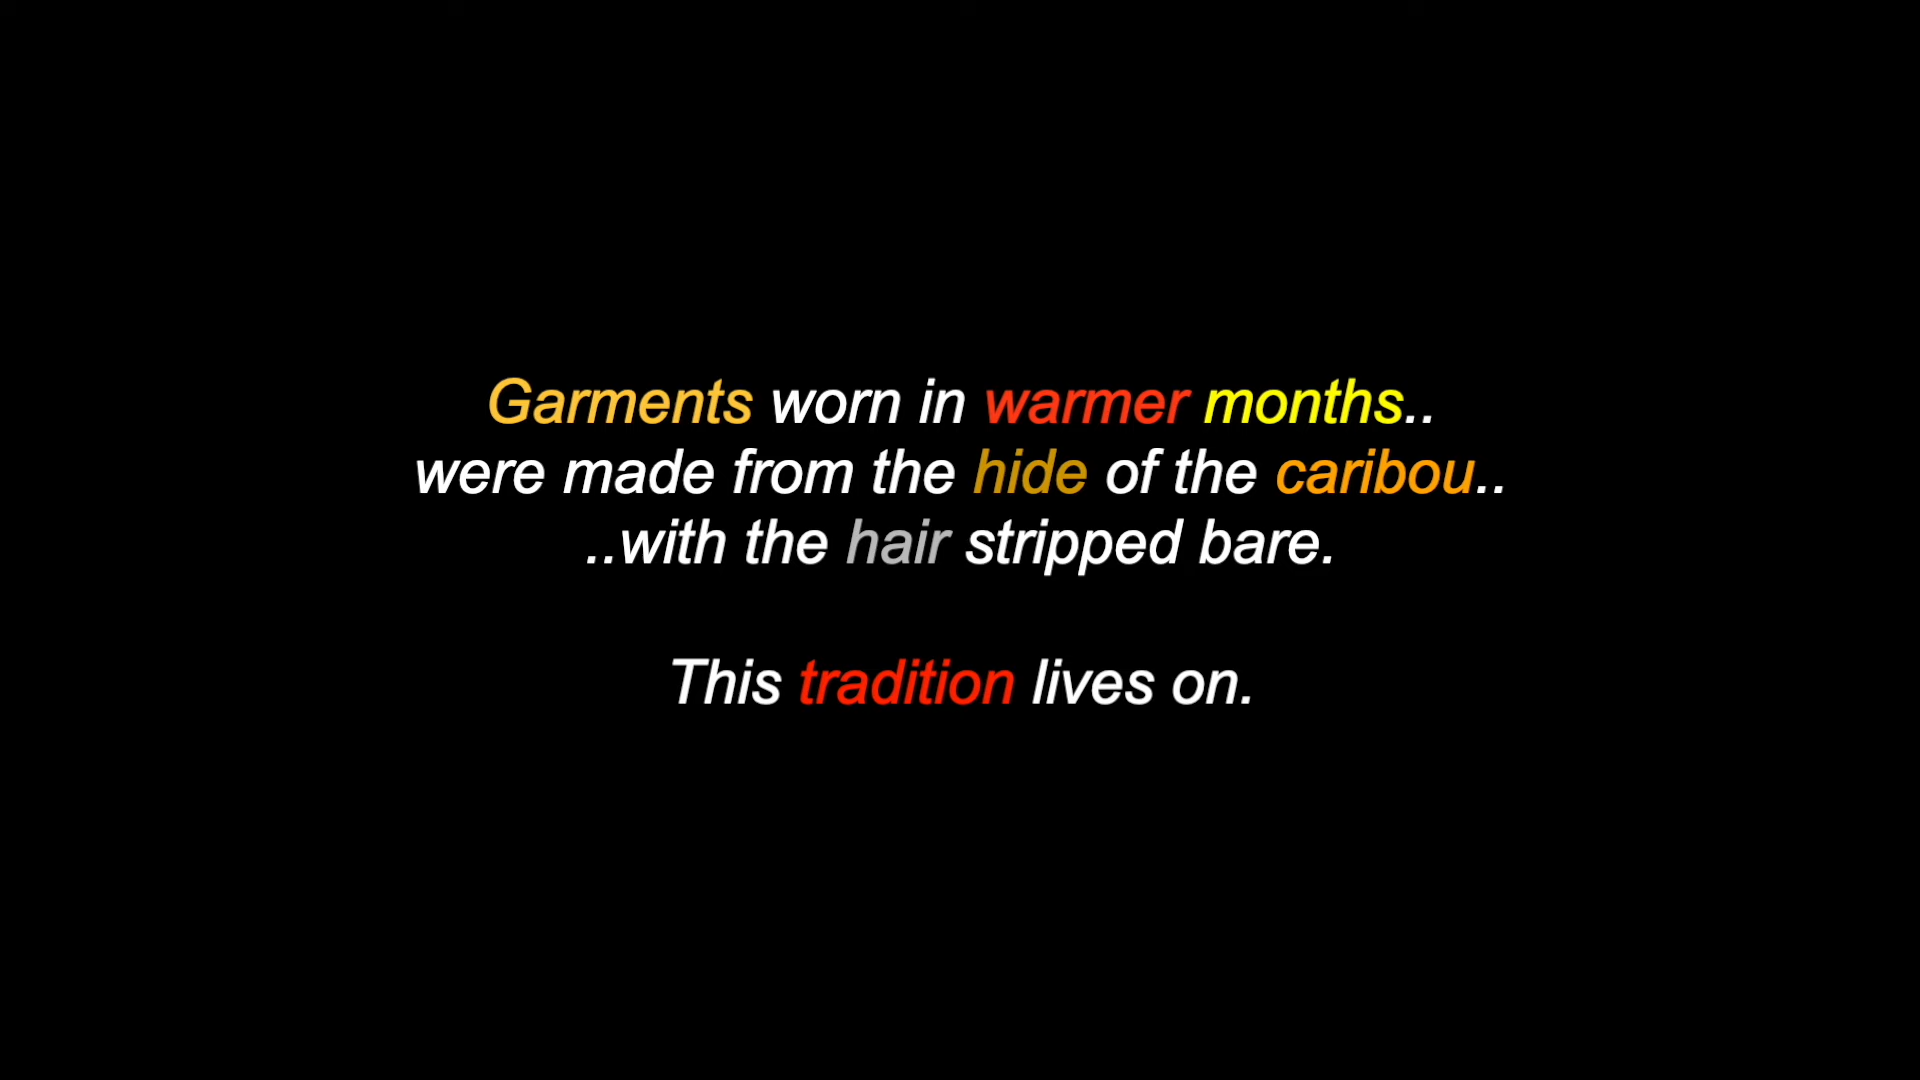 Garments worn in warmer months..
were made from the hide of the caribou..
..with the hair stripped bare.
This tradition lives on.